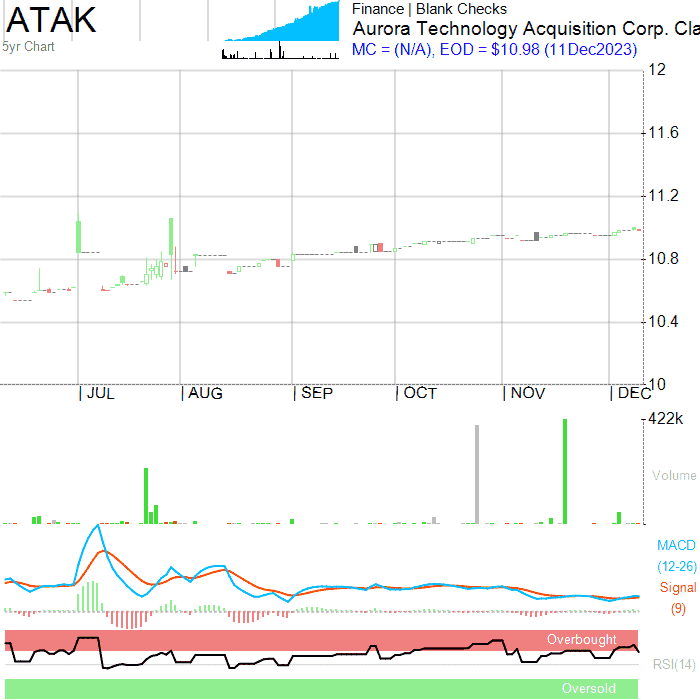 ATAK
5yr Chart
Finance | Blank Checks
Aurora Technology Acquisition Corp. Cla
MC = (N/A), EOD = $10.98 (11Dec2023)
12
11.6
11.2
10.8
10.4
10
| JUL | AUG | SEP | OCT | NOV | DEC
422k
Volume
MACD
(12-26)
Signal
(9)
Overbought
RSI(14)
Oversold